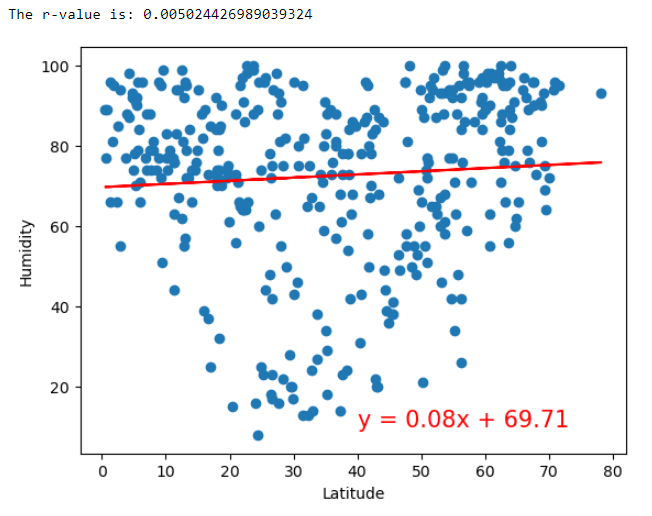 The r-value is: 0.005024426989039324
100
80
60
40
20
Humidity
y = 0.08x + 69.71
0 10 20 30 40 50 60 70 80
Latitude